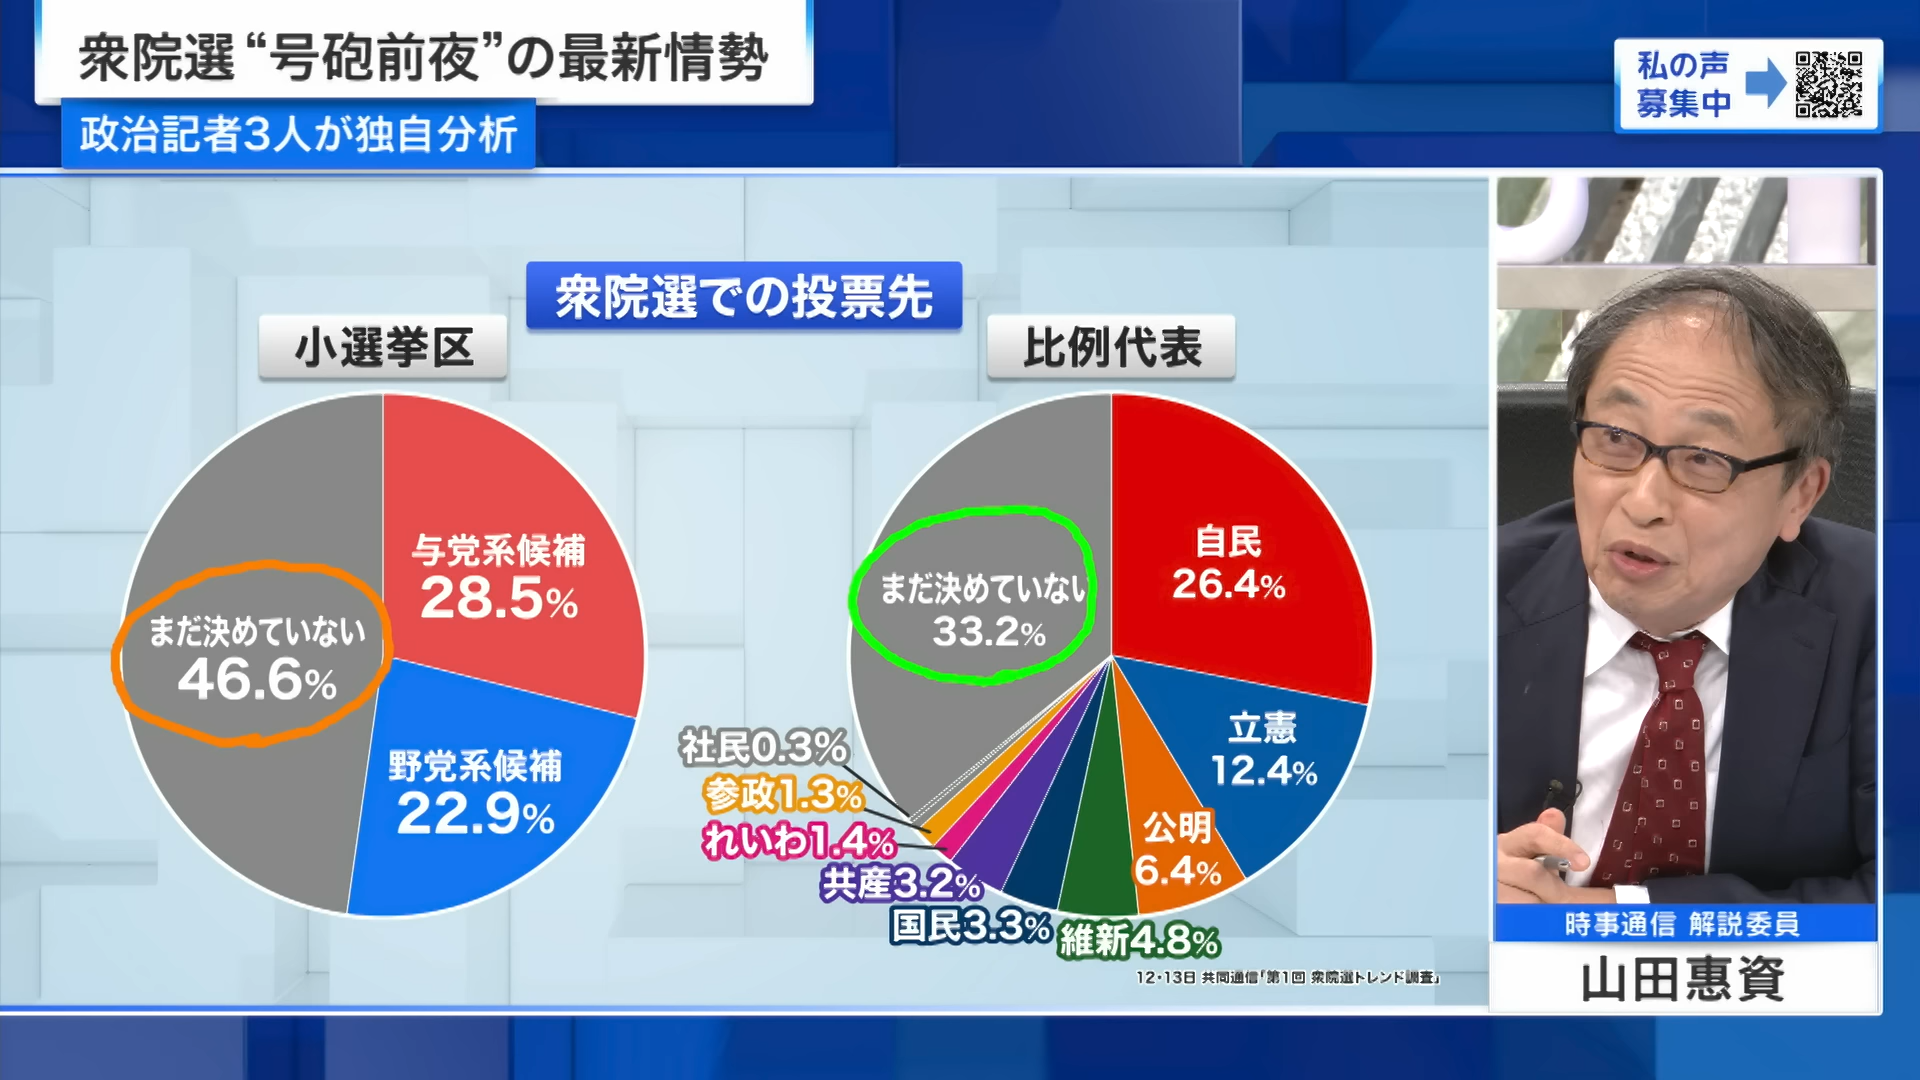 衆院選“号砲前夜”の最新情勢
政治記者3人が独自分析
私の声
募集中
衆院選での投票先
小選挙区
与党系候補
28.5%
野党系候補
22.9%
まだ決めていない
46.6%
比例代表
自民
26.4%
立憲
12.4%
公明
6.4%
維新4.8%
国民3.3%
共産3.2%
れいわ1.4%
参政1.3%
社民0.3%
まだ決めていない
33.2%
12・13日 共同通信「第1回 衆院選トレンド調査」
時事通信 解説委員
山田惠資